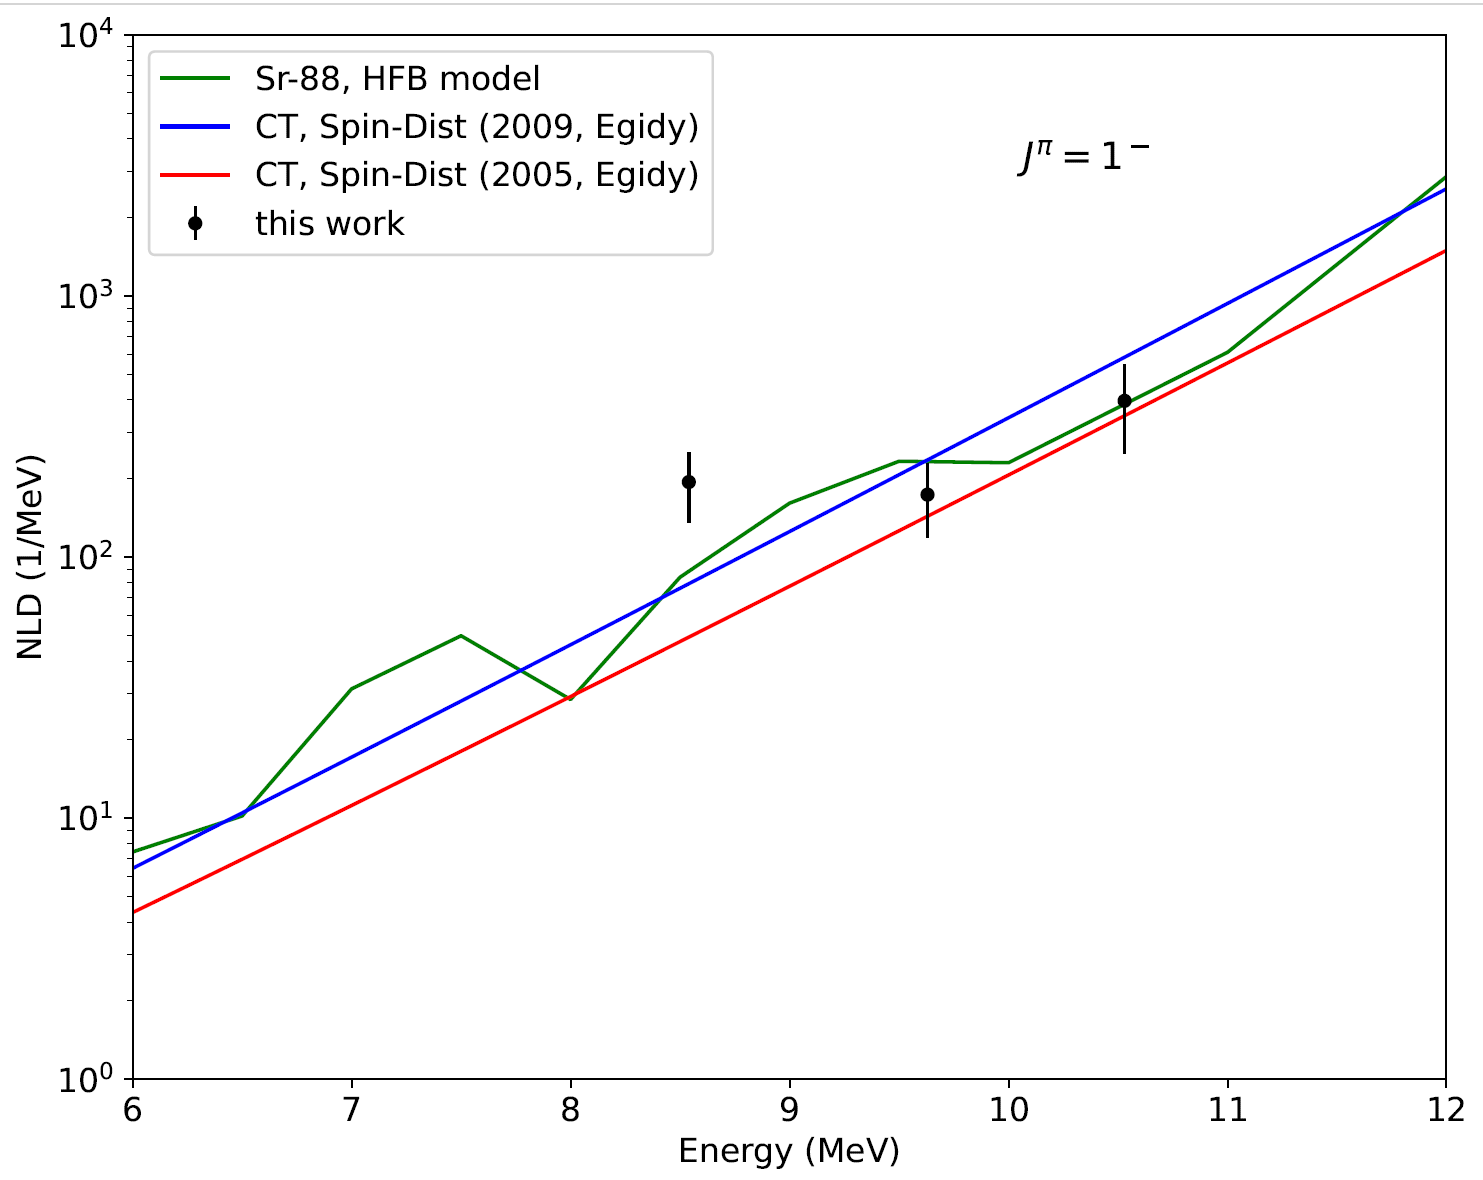 Sr-88, HFB model
CT, Spin-Dist (2009, Egidy)
CT, Spin-Dist (2005, Egidy)
this work
J^π = 1^−
NLD (1/MeV)
10^4
10^3
10^2
10^1
10^0
6 7 8 9 10 11 12
Energy (MeV)